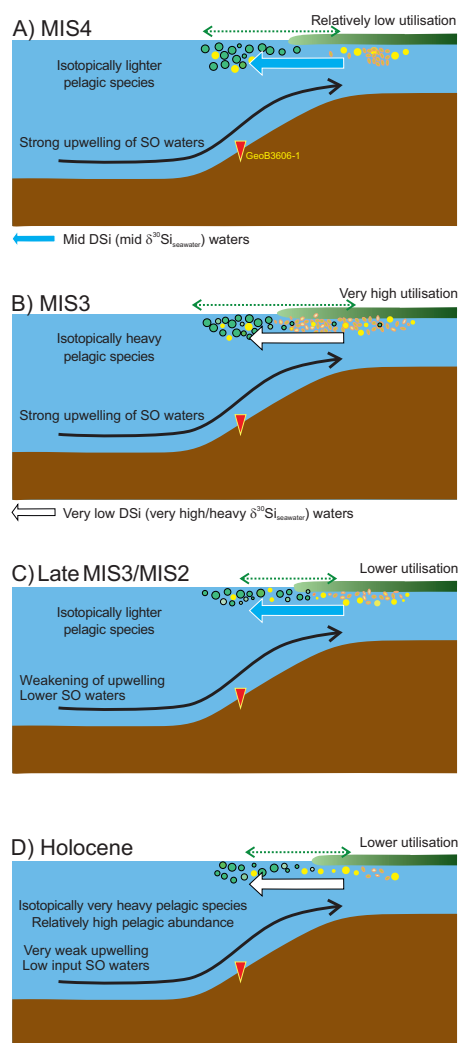 A) MIS4
Relatively low utilisation
Isotopically lighter
pelagic species
Strong upwelling of SO waters
GeoB3606-1
Mid DSi (mid δ³⁰Siseawater) waters
B) MIS3
Very high utilisation
Isotopically heavy
pelagic species
Strong upwelling of SO waters
Very low DSi (very high/heavy δ³⁰Siseawater) waters
C) Late MIS3/MIS2
Lower utilisation
Isotopically lighter
pelagic species
Weakening of upwelling
Lower SO waters
D) Holocene
Lower utilisation
Isotopically very heavy pelagic species
Relatively high pelagic abundance
Very weak upwelling
Low input SO waters